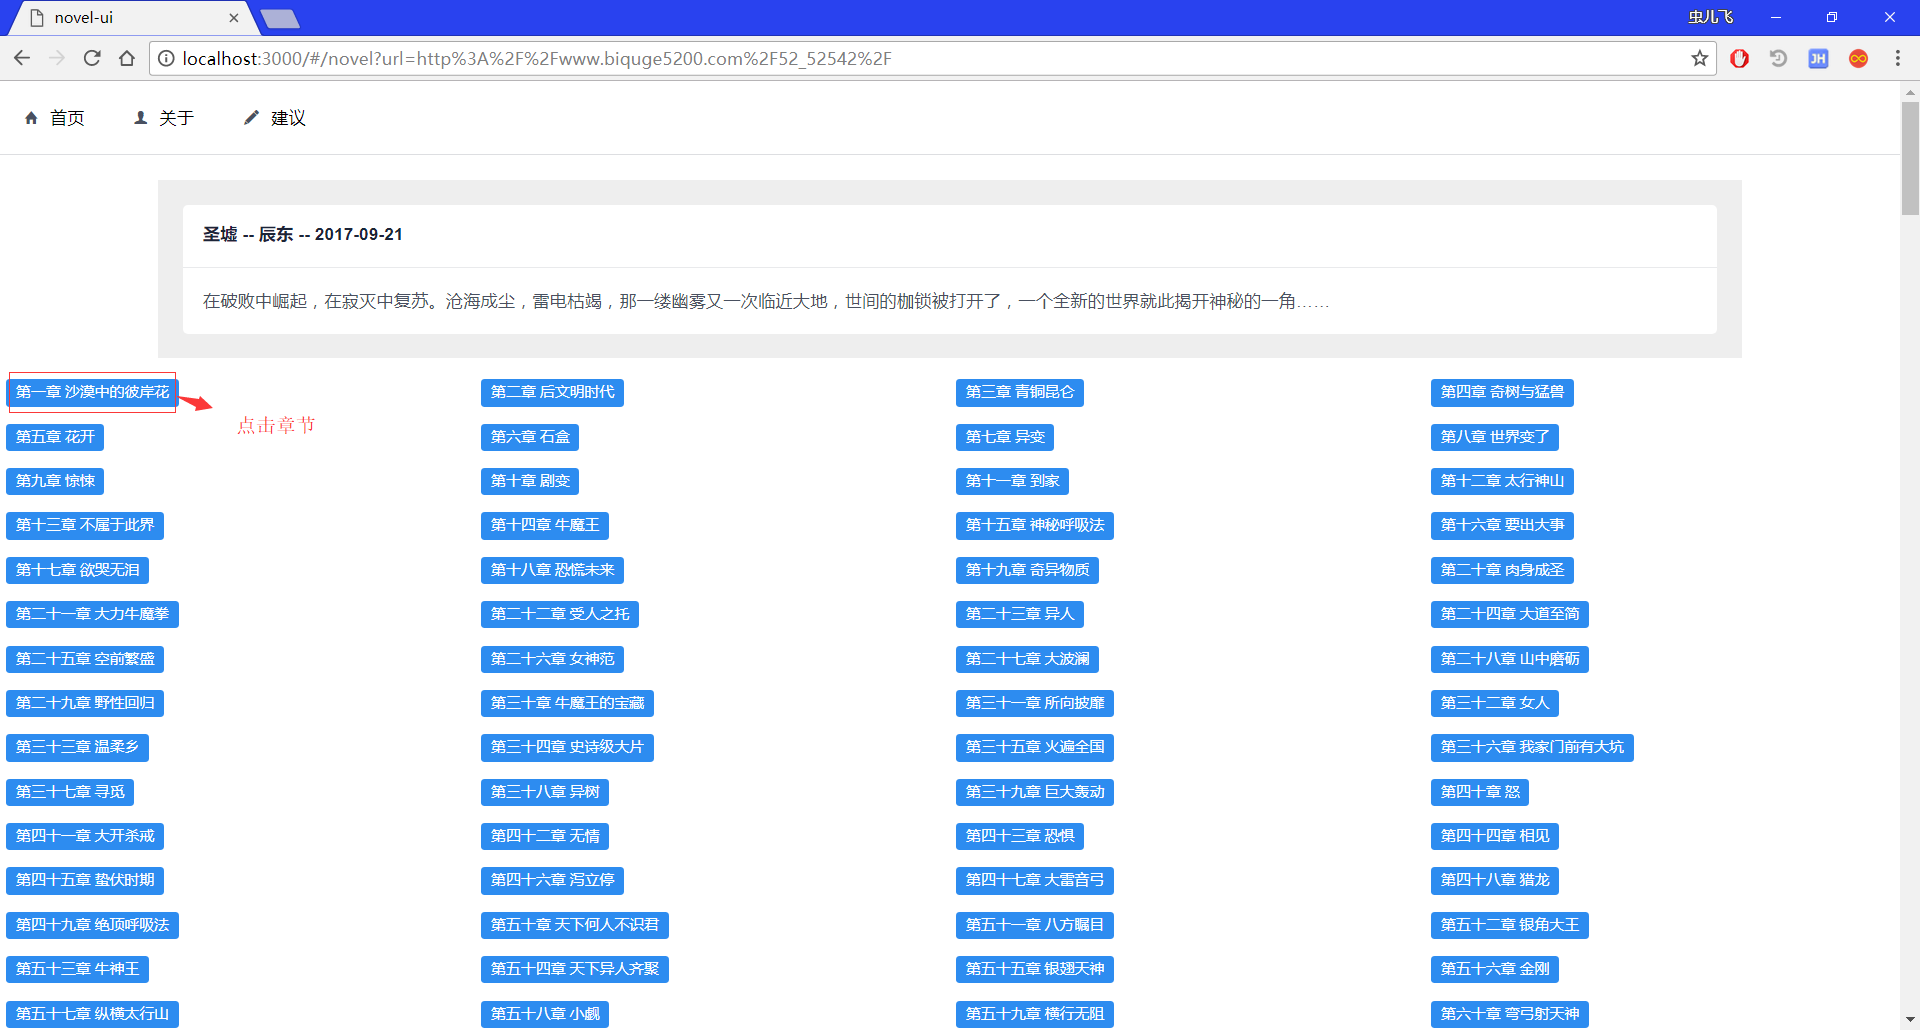 novel-ui
虫儿飞
localhost:3000/#/novel?url=http%3A%2F%2Fwww.biquge5200.com%2F52_52542%2F
JH
首页 关于 建议
圣墟 -- 辰东 -- 2017-09-21
在破败中崛起，在寂灭中复苏。沧海成尘，雷电枯竭，那一缕幽雾又一次临近大地，世间的枷锁被打开了，一个全新的世界就此揭开神秘的一角……
第一章 沙漠中的彼岸花 第二章 后文明时代 第三章 青铜昆仑 第四章 奇树与猛兽
点击章节
第五章 花开 第六章 石盒 第七章 异变 第八章 世界变了
第九章 惊悚 第十章 剧变 第十一章 到家 第十二章 太行神山
第十三章 不属于此界 第十四章 牛魔王 第十五章 神秘呼吸法 第十六章 要出大事
第十七章 欲哭无泪 第十八章 恐慌未来 第十九章 奇异物质 第二十章 肉身成圣
第二十一章 大力牛魔拳 第二十二章 受人之托 第二十三章 异人 第二十四章 大道至简
第二十五章 空前繁盛 第二十六章 女神范 第二十七章 大波澜 第二十八章 山中磨砺
第二十九章 野性回归 第三十章 牛魔王的宝藏 第三十一章 所向披靡 第三十二章 女人
第三十三章 温柔乡 第三十四章 史诗级大片 第三十五章 火遍全国 第三十六章 我家门前有大坑
第三十七章 寻觅 第三十八章 异树 第三十九章 巨大轰动 第四十章 怒
第四十一章 大开杀戒 第四十二章 无情 第四十三章 恐惧 第四十四章 相见
第四十五章 蛰伏时期 第四十六章 泻立停 第四十七章 大雷音弓 第四十八章 猎龙
第四十九章 绝顶呼吸法 第五十章 天下何人不识君 第五十一章 八方瞩目 第五十二章 银角大王
第五十三章 牛神王 第五十四章 天下异人齐聚 第五十五章 银翅天神 第五十六章 金刚
第五十七章 纵横太行山 第五十八章 小觑 第五十九章 横行无阻 第六十章 弯弓射天神